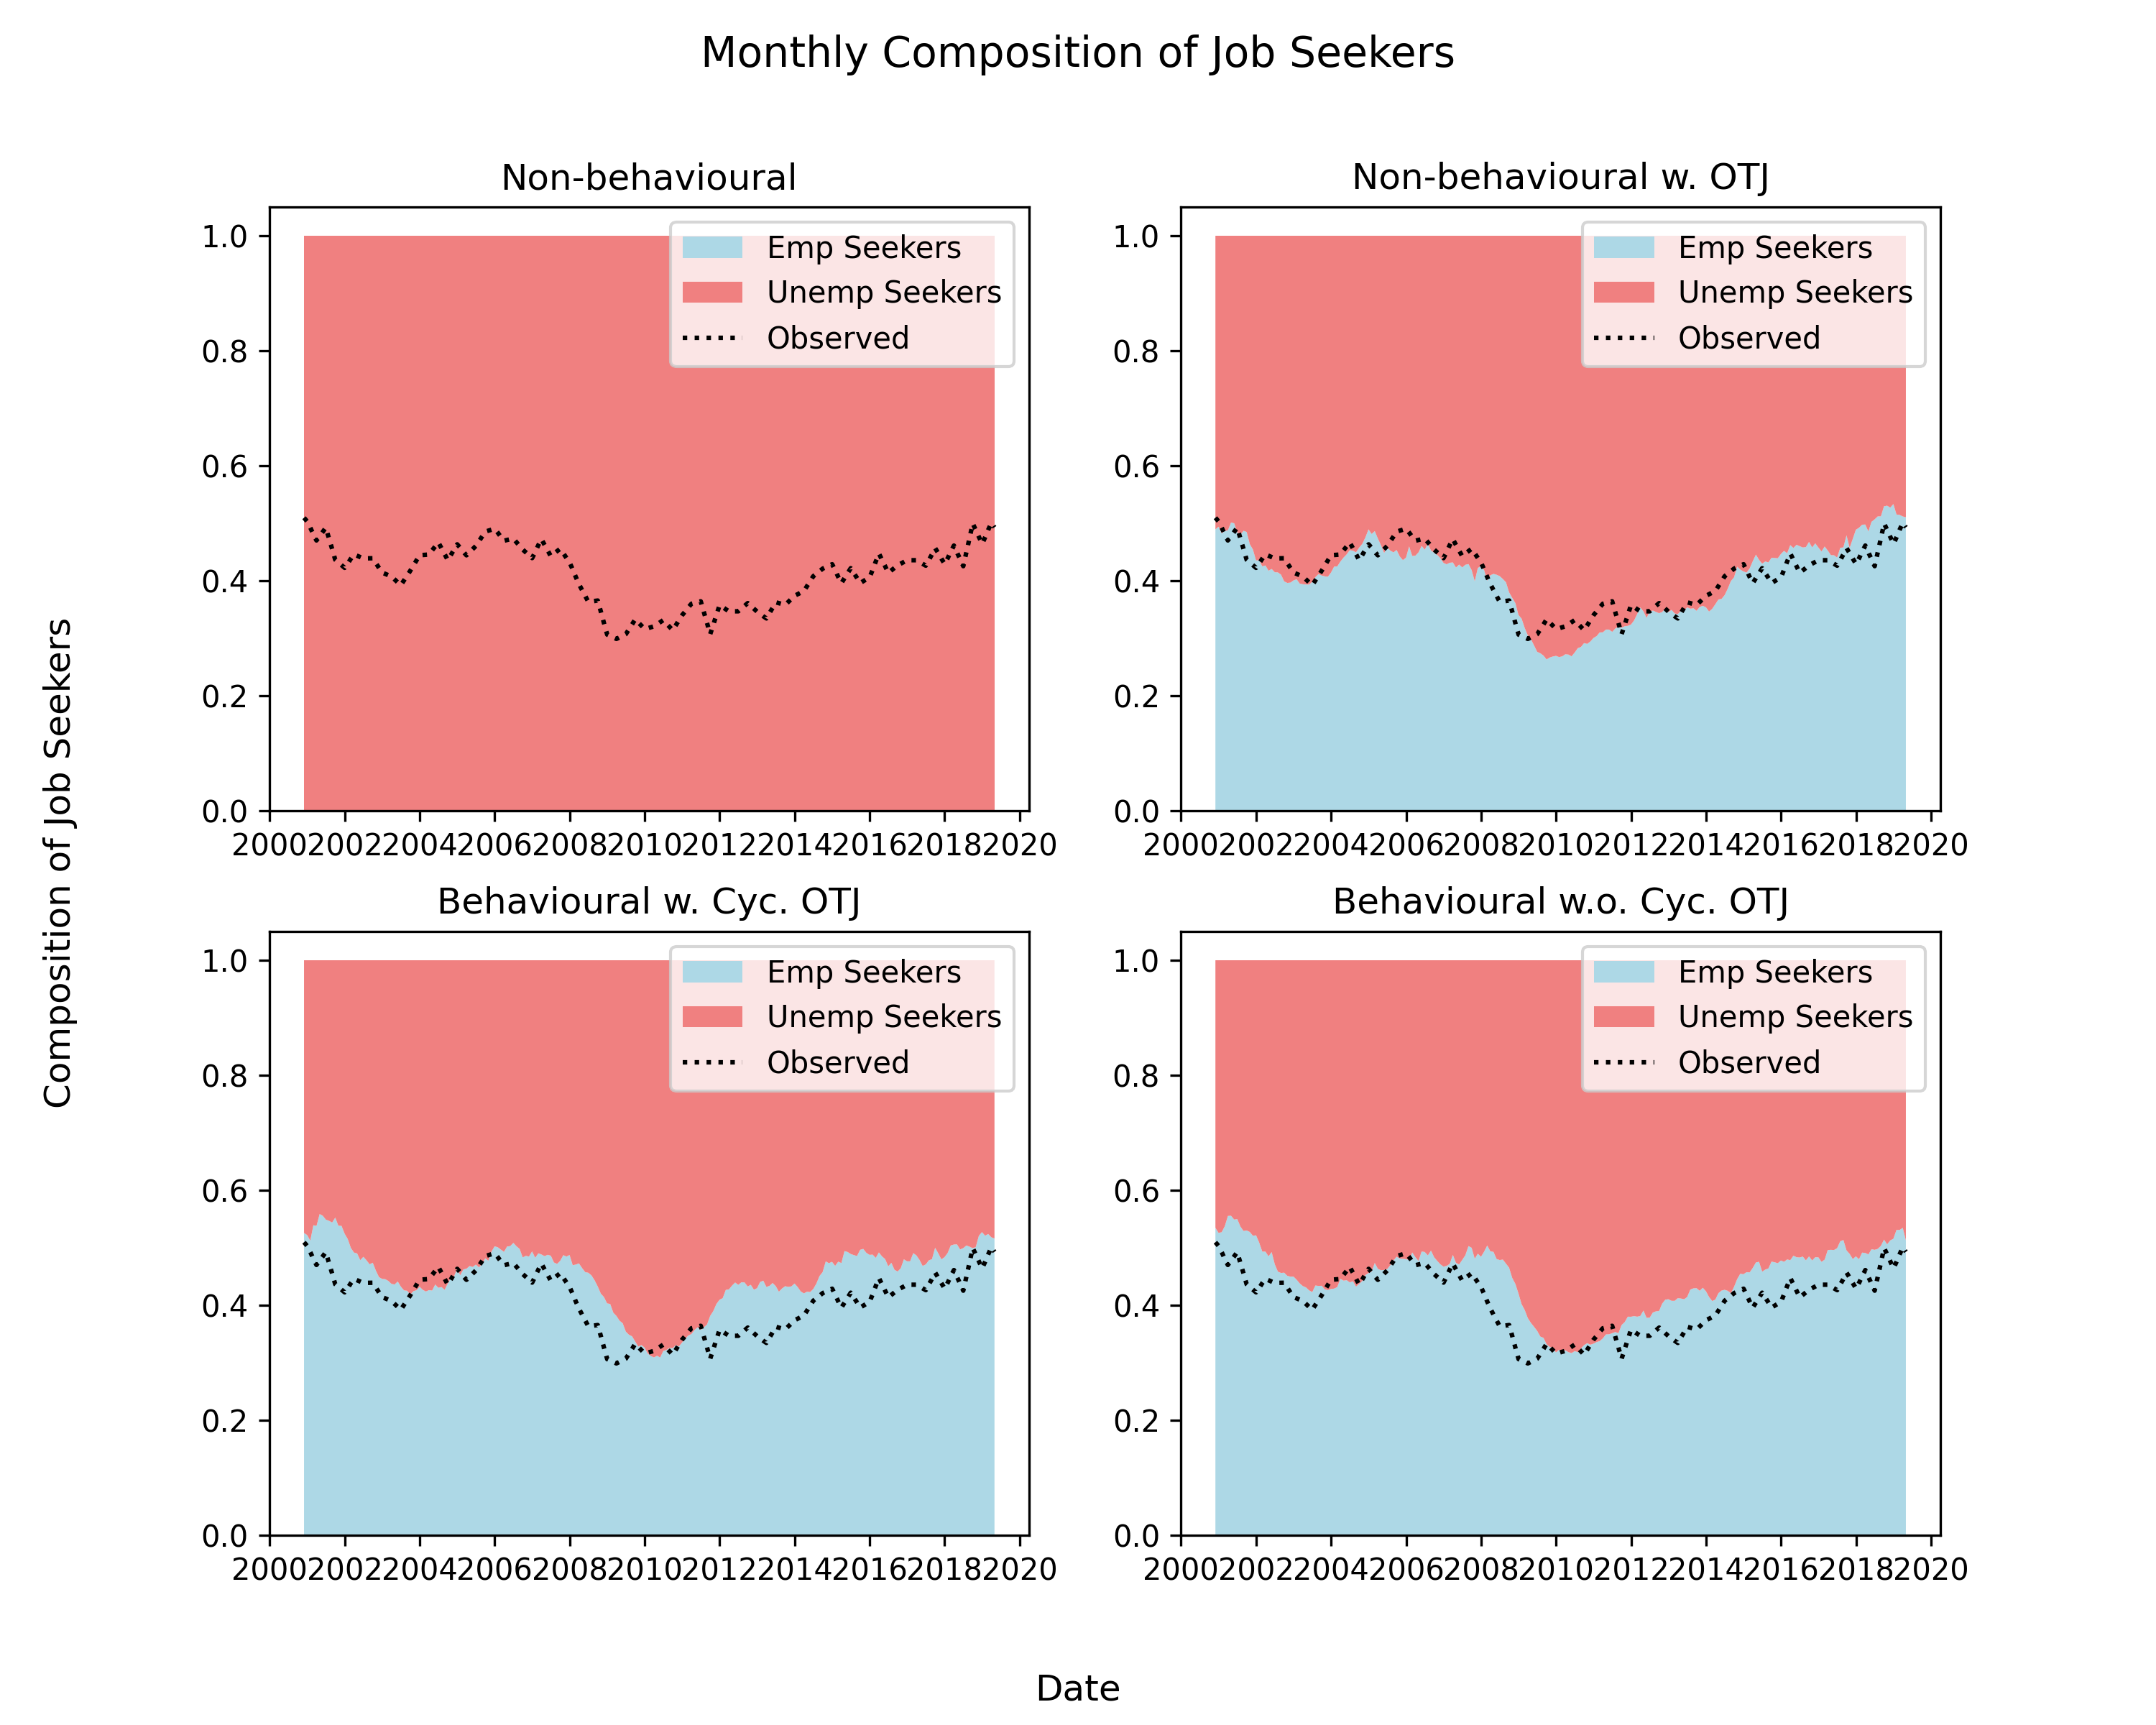 Monthly Composition of Job Seekers
Composition of Job Seekers
Non-behavioural
1.0
0.8
0.6
0.4
0.2
0.0
2000 2002 2004 2006 2008 2010 2012 2014 2016 2018 2020
Emp Seekers
Unemp Seekers
Observed
Non-behavioural w. OTJ
1.0
0.8
0.6
0.4
0.2
0.0
2000 2002 2004 2006 2008 2010 2012 2014 2016 2018 2020
Emp Seekers
Unemp Seekers
Observed
Behavioural w. Cyc. OTJ
1.0
0.8
0.6
0.4
0.2
0.0
2000 2002 2004 2006 2008 2010 2012 2014 2016 2018 2020
Emp Seekers
Unemp Seekers
Observed
Behavioural w.o. Cyc. OTJ
1.0
0.8
0.6
0.4
0.2
0.0
2000 2002 2004 2006 2008 2010 2012 2014 2016 2018 2020
Emp Seekers
Unemp Seekers
Observed
Date